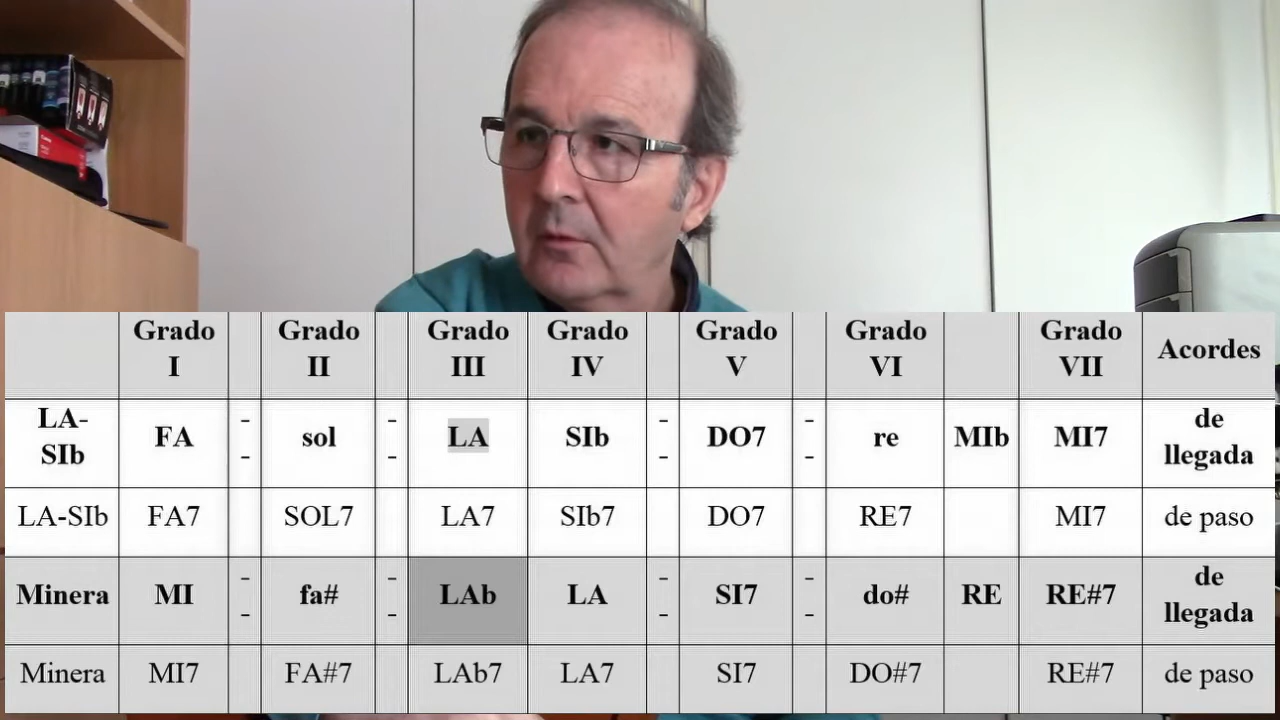 Grado I Grado II Grado III Grado IV Grado V Grado VI Grado VII Acordes
LA-SIb FA -- sol -- LA SIb -- DO7 -- re MIb MI7 de llegada
LA-SIb FA7 SOL7 LA7 SIb7 DO7 RE7 MI7 de paso
Minera MI -- fa# -- LAb LA -- SI7 -- do# RE RE#7 de llegada
Minera MI7 FA#7 LAb7 LA7 SI7 DO#7 RE#7 de paso